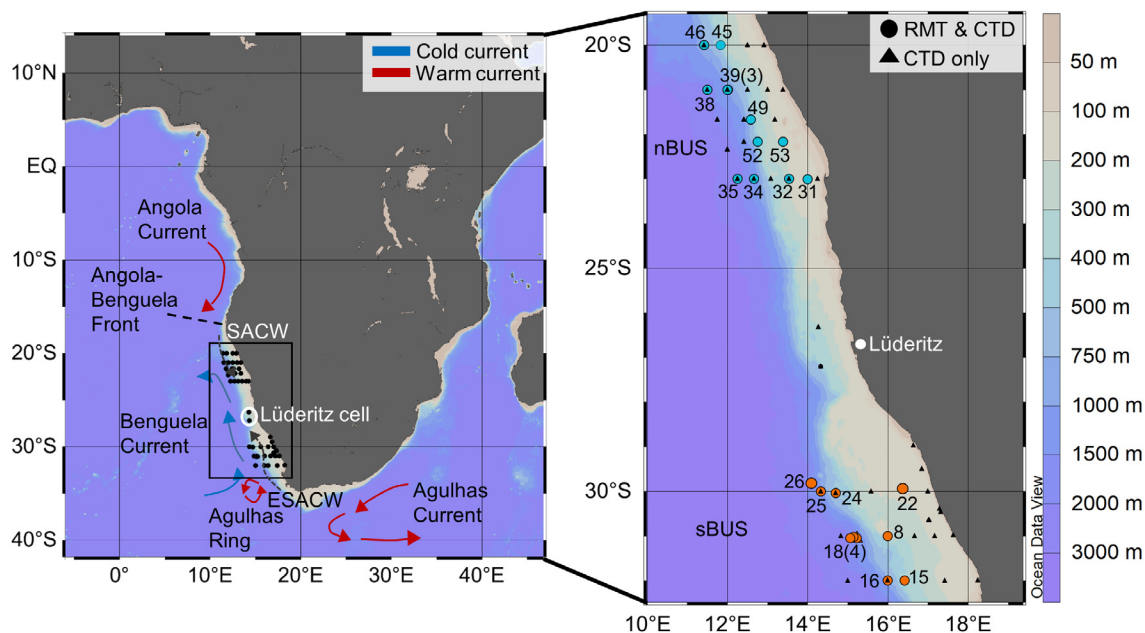 Cold current
Warm current
10°N
EQ
10°S
20°S
30°S
40°S
0°
10°E
20°E
30°E
40°E
Angola
Current
Angola-
Benguela
Front
SACW
Lüderitz cell
Benguela
Current
ESACW
Agulhas
Ring
Agulhas
Current
RMT & CTD
CTD only
20°S
25°S
30°S
10°E
12°E
14°E
16°E
18°E
46
45
39(3)
38
49
nBUS
52
53
35
34
32
31
Lüderitz
26
25
24
22
sBUS
18(4)
8
16
15
Ocean Data View
50 m
100 m
200 m
300 m
400 m
500 m
750 m
1000 m
1500 m
2000 m
3000 m